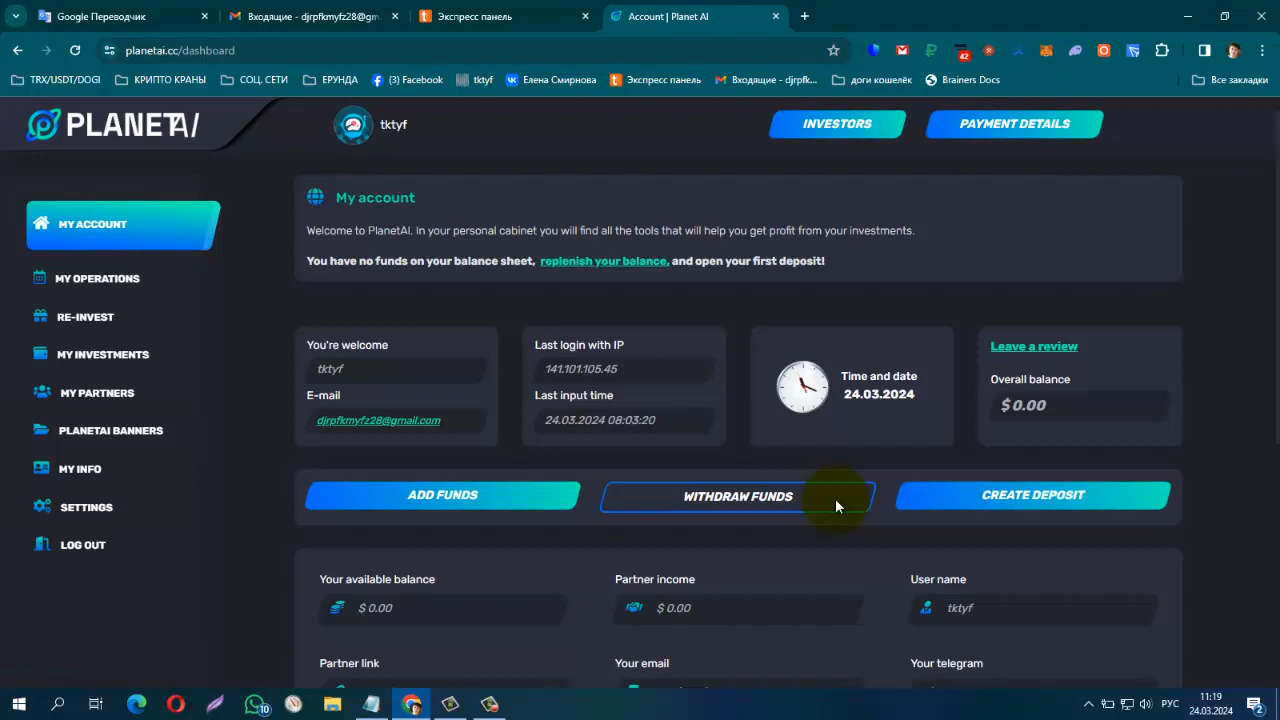 Google Переводчик
Входящие - djrpfkmyfz28@gm...
Экспресс панель
Account | Planet AI
planetai.cc/dashboard
42
TRX/USDT/DOGI
КРИПТО КРАНЫ
СОЦ. СЕТИ
ЕРУНДА
(3) Facebook
tktyf
Елена Смирнова
Экспресс панель
Входящие - djrpfk...
доги кошелёк
Brainers Docs
Все закладки
PLANETAI
tktyf
INVESTORS
PAYMENT DETAILS
MY ACCOUNT
MY OPERATIONS
RE-INVEST
MY INVESTMENTS
MY PARTNERS
PLANETAI BANNERS
MY INFO
SETTINGS
LOG OUT
My account
Welcome to PlanetAI. In your personal cabinet you will find all the tools that will help you get profit from your investments.
You have no funds on your balance sheet, replenish your balance, and open your first deposit!
You're welcome
tktyf
E-mail
djrpfkmyfz28@gmail.com
Last login with IP
141.101.105.45
Last input time
24.03.2024 08:03:20
Time and date
24.03.2024
Leave a review
Overall balance
$ 0.00
ADD FUNDS
WITHDRAW FUNDS
CREATE DEPOSIT
Your available balance
$ 0.00
Partner income
$ 0.00
User name
tktyf
Partner link
Your email
Your telegram
10
РУС
11:19
24.03.2024
2